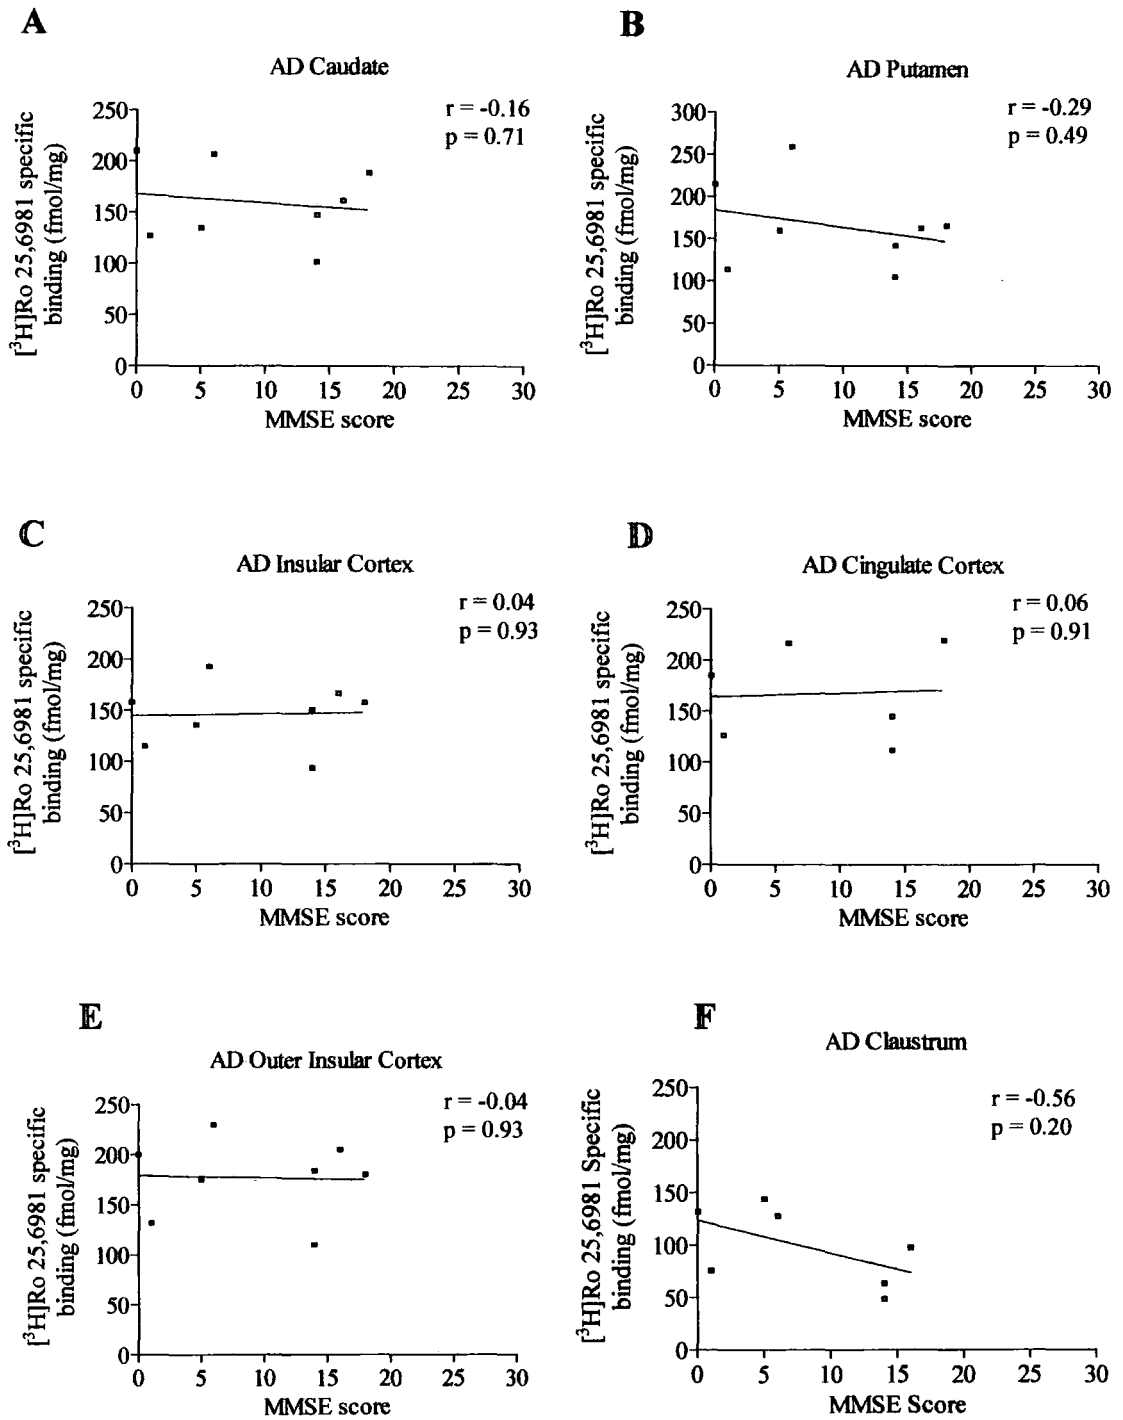 A
AD Caudate
r = -0.16
p = 0.71
[³H]Ro 25,6981 specific
binding (fmol/mg)
250
200
150
100
50
0
0 5 10 15 20 25 30
MMSE score
B
AD Putamen
r = -0.29
p = 0.49
[³H]Ro 25,6981 specific
binding (fmol/mg)
300
250
200
150
100
50
0
0 5 10 15 20 25 30
MMSE score
C
AD Insular Cortex
r = 0.04
p = 0.93
[³H]Ro 25,6981 specific
binding (fmol/mg)
250
200
150
100
50
0
0 5 10 15 20 25 30
MMSE score
D
AD Cingulate Cortex
r = 0.06
p = 0.91
[³H]Ro 25,6981 specific
binding (fmol/mg)
250
200
150
100
50
0
0 5 10 15 20 25 30
MMSE score
E
AD Outer Insular Cortex
r = -0.04
p = 0.93
[³H]Ro 25,6981 specific
binding (fmol/mg)
250
200
150
100
50
0
0 5 10 15 20 25 30
MMSE score
F
AD Claustrum
r = -0.56
p = 0.20
[³H]Ro 25,6981 Specific
binding (fmol/mg)
250
200
150
100
50
0
0 5 10 15 20 25 30
MMSE Score